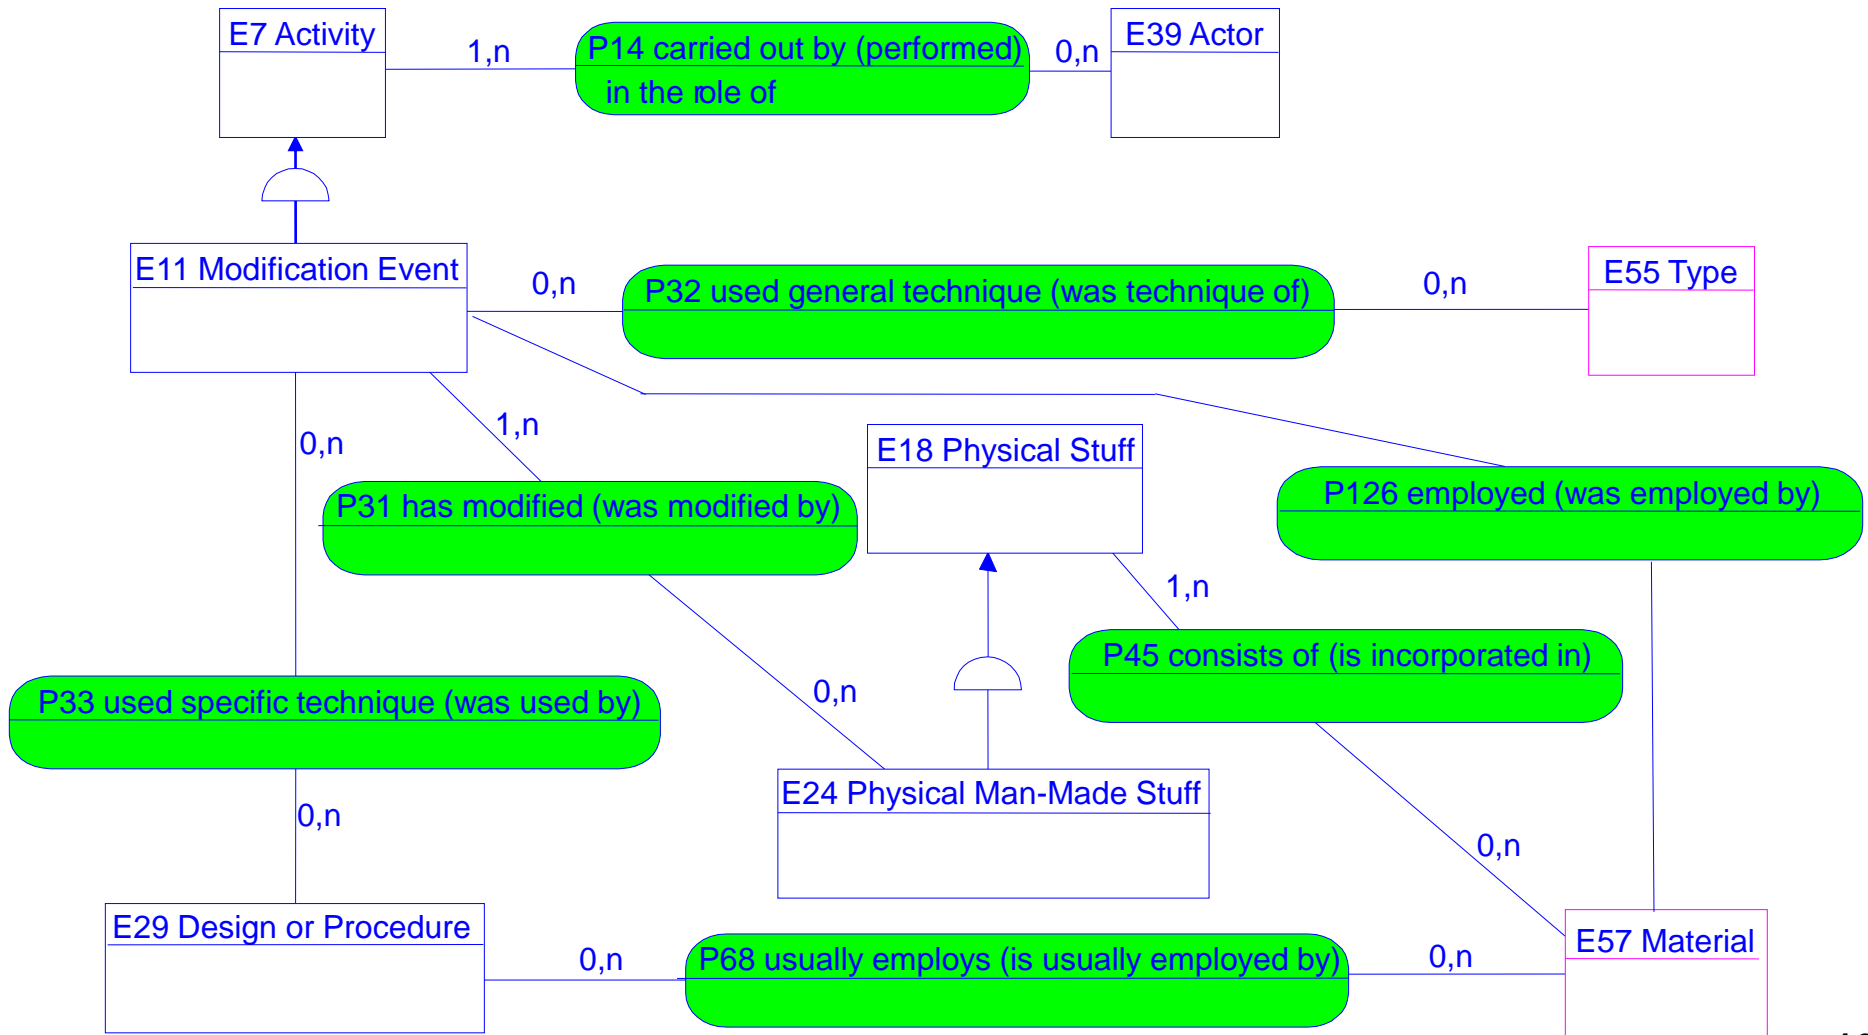 E7 Activity
1,n
P14 carried out by (performed)
in the role of
0,n
E39 Actor
E11 Modification Event
0,n
P32 used general technique (was technique of)
0,n
E55 Type
0,n
1,n
E18 Physical Stuff
P31 has modified (was modified by)
P126 employed (was employed by)
1,n
P45 consists of (is incorporated in)
P33 used specific technique (was used by)
0,n
0,n
E24 Physical Man-Made Stuff
0,n
E29 Design or Procedure
0,n
P68 usually employs (is usually employed by)
0,n
E57 Material